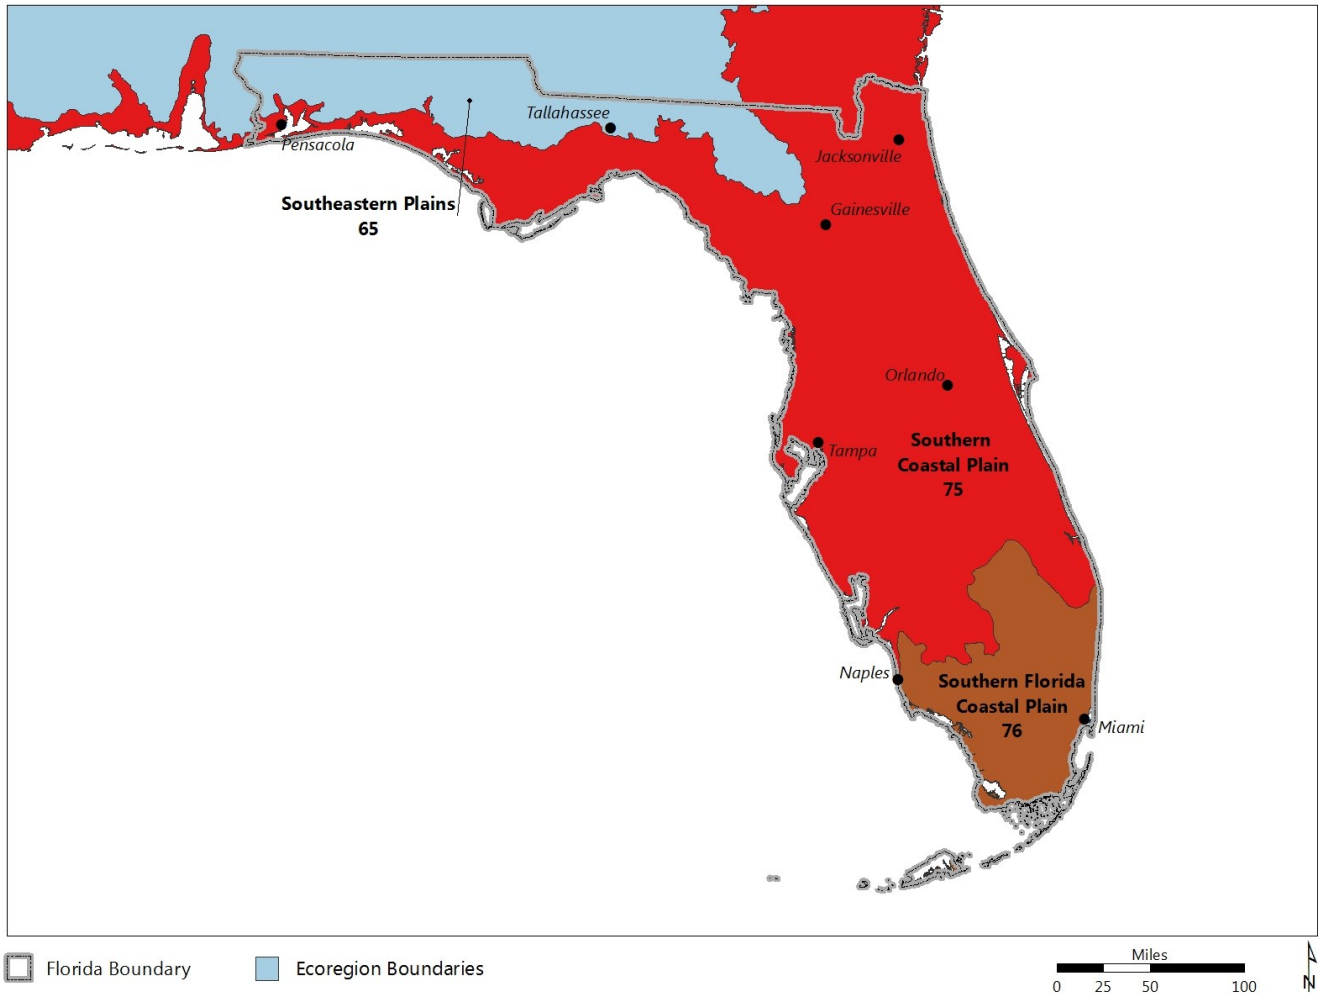 Tallahassee
Pensacola
Jacksonville
Southeastern Plains
65
Gainesville
Orlando
Southern
Coastal Plain
75
Tampa
Naples
Southern Florida
Coastal Plain
76
Miami
Florida Boundary
Ecoregion Boundaries
Miles
0 25 50 100
N